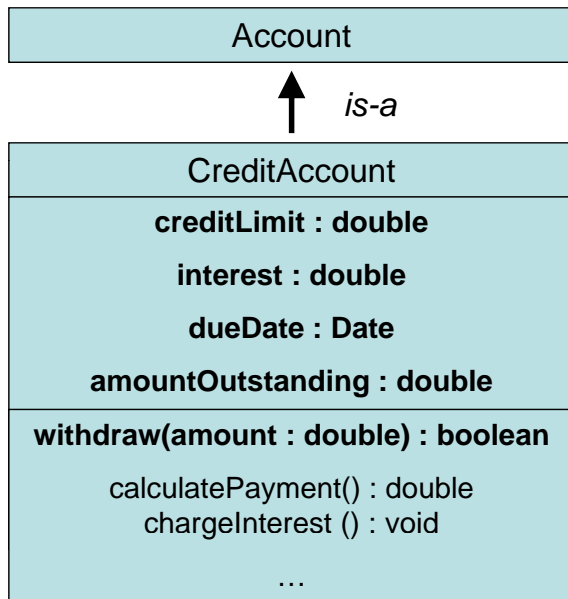 Account
is-a
CreditAccount
creditLimit : double
interest : double
dueDate : Date
amountOutstanding : double
withdraw(amount : double) : boolean
calculatePayment() : double
chargeInterest () : void
…